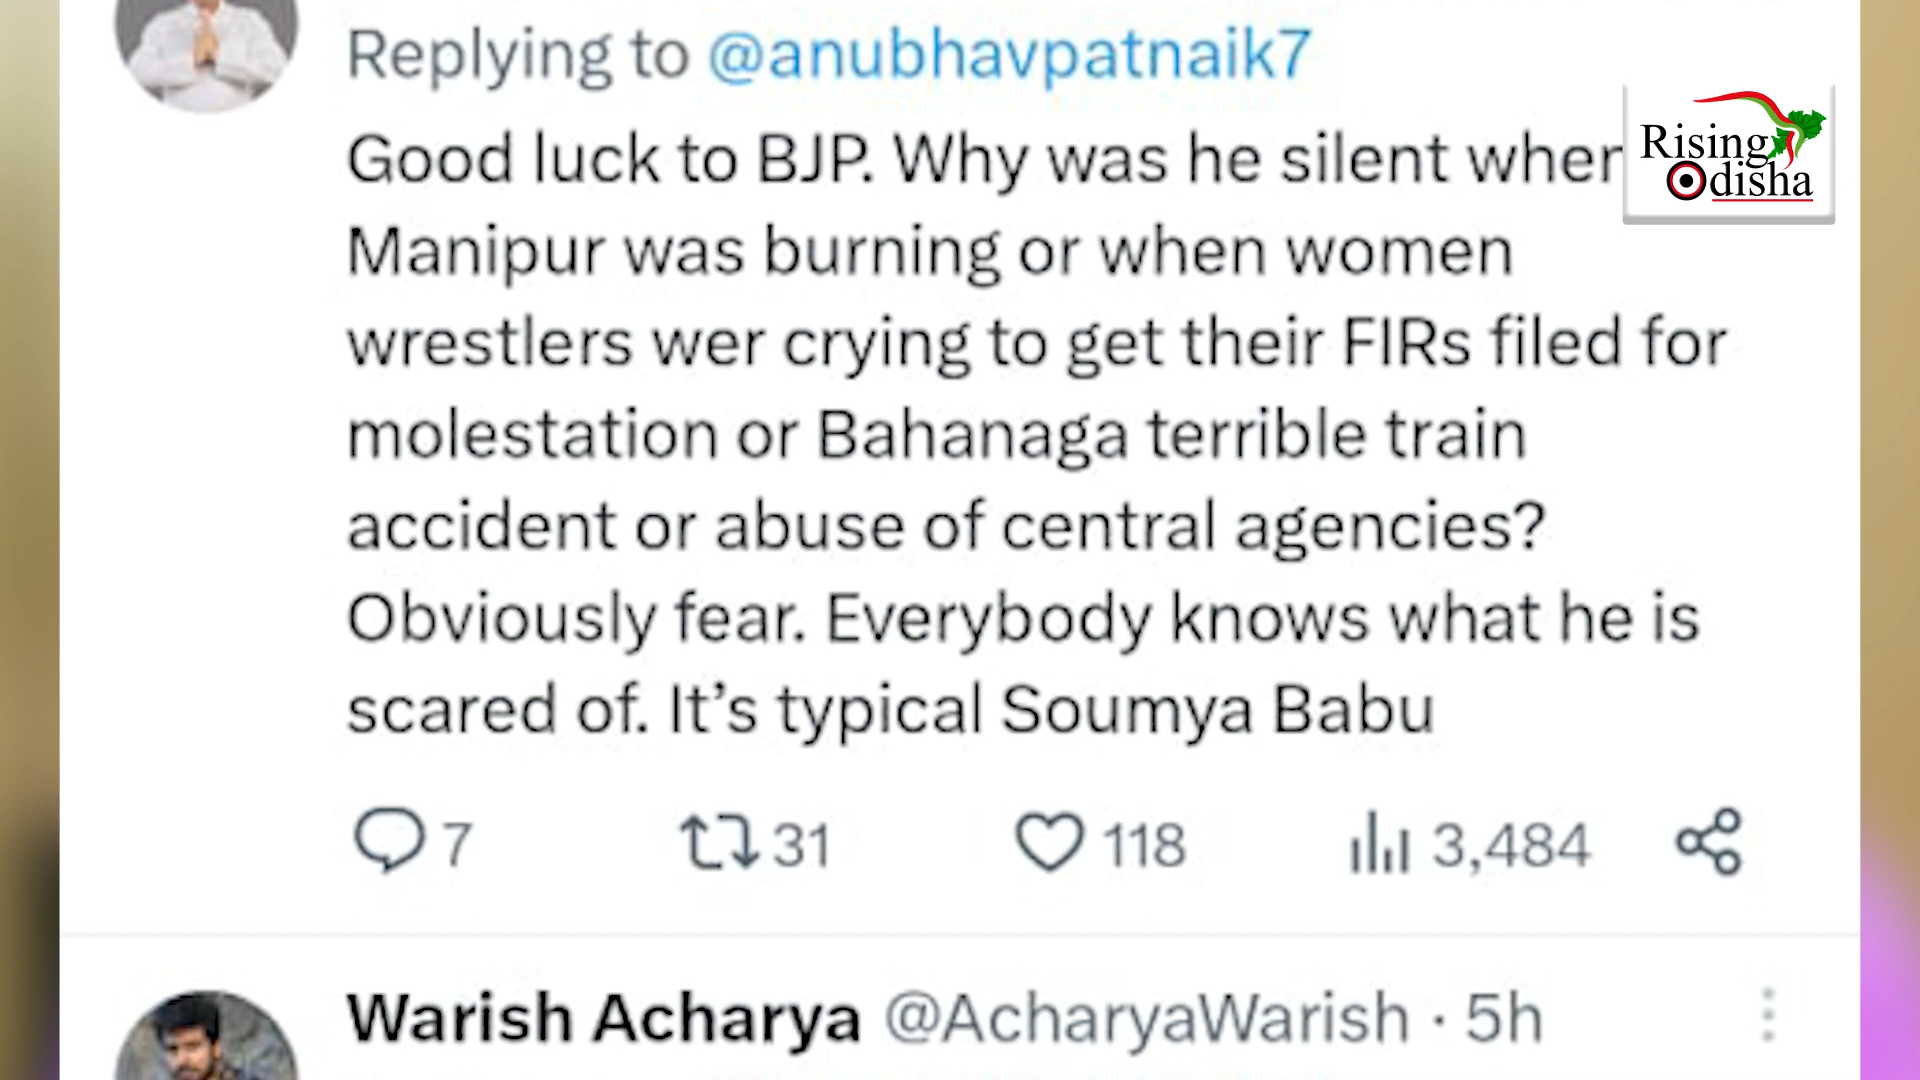 Replying to @anubhavpatnaik7
Good luck to BJP. Why was he silent when
Manipur was burning or when women
wrestlers wer crying to get their FIRs filed for
molestation or Bahanaga terrible train
accident or abuse of central agencies?
Obviously fear. Everybody knows what he is
scared of. It’s typical Soumya Babu
7 31 118 3,484
Warish Acharya @AcharyaWarish · 5h
Rising
Odisha